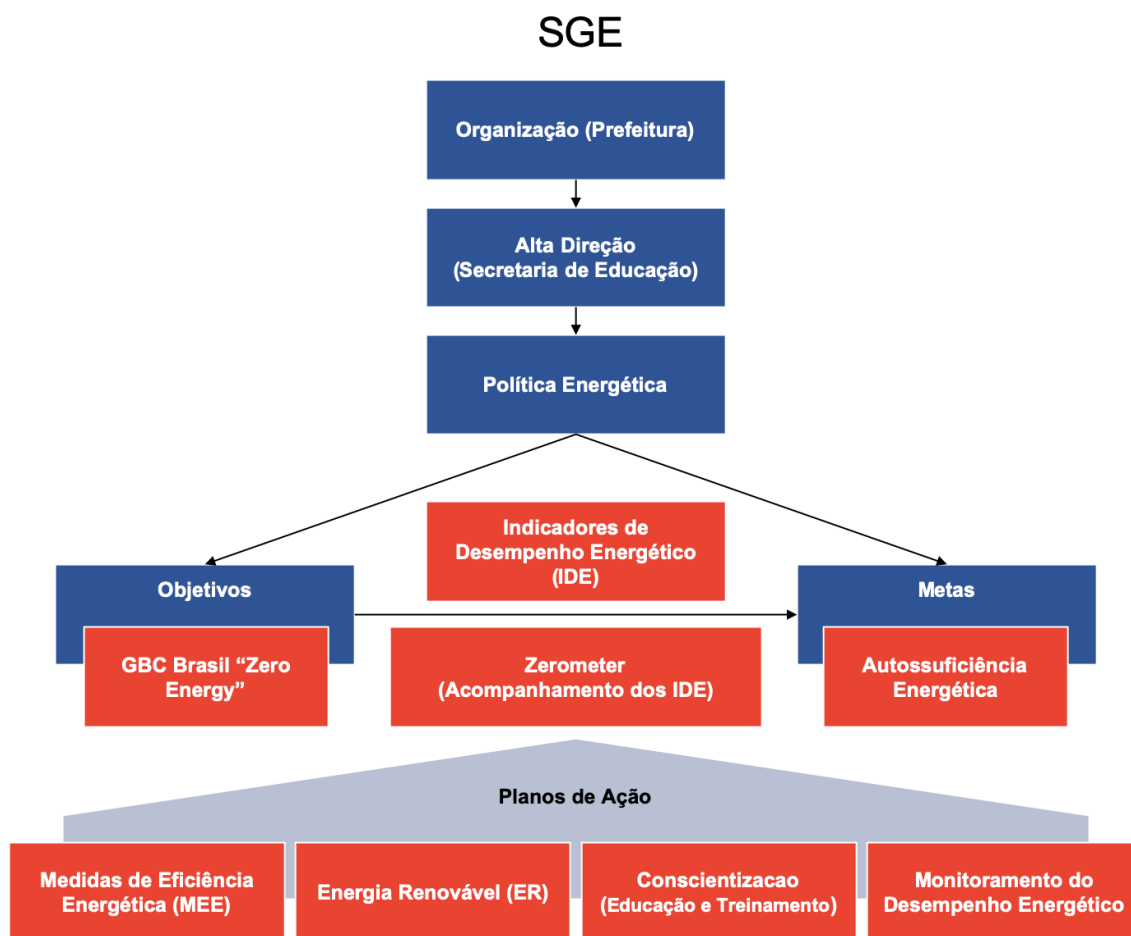 SGE
Organização (Prefeitura)
Alta Direção
(Secretaria de Educação)
Política Energética
Indicadores de
Desempenho Energético
(IDE)
Objetivos
Metas
GBC Brasil “Zero
Energy”
Zerometer
(Acompanhamento dos IDE)
Autossuficiência
Energética
Planos de Ação
Medidas de Eficiência
Energética (MEE)
Energia Renovável (ER)
Conscientizacao
(Educação e Treinamento)
Monitoramento do
Desempenho Energético